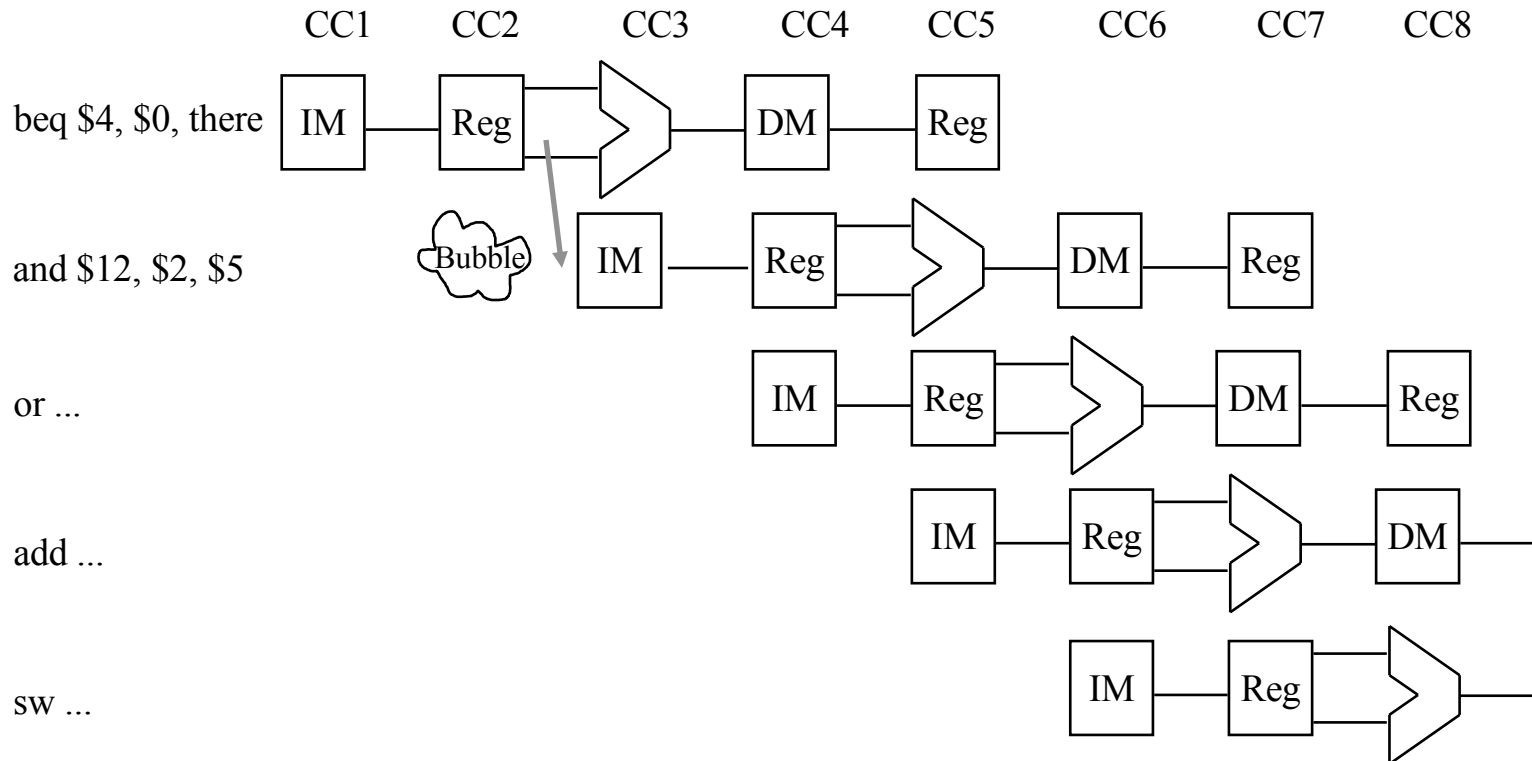 CC1 CC2 CC3 CC4 CC5 CC6 CC7 CC8
beq $4, $0, there IM Reg DM Reg
and $12, $2, $5 Bubble IM Reg DM Reg
or ... IM Reg DM Reg
add ... IM Reg DM
sw ... IM Reg